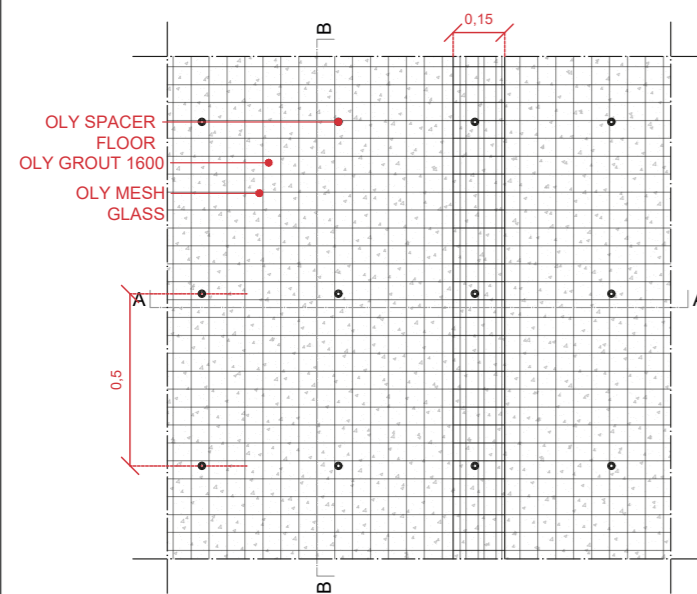 B
0,15
OLY SPACER
FLOOR
OLY GROUT 1600
OLY MESH
GLASS
A
A
0,5
B